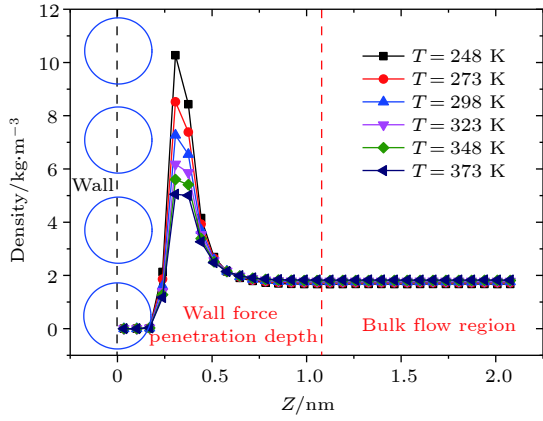 Density/kg·m⁻³
12
10
8
6
4
2
0
T = 248 K
T = 273 K
T = 298 K
T = 323 K
T = 348 K
T = 373 K
Wall
Wall force
penetration depth
Bulk flow region
0 0.5 1.0 1.5 2.0
Z/nm